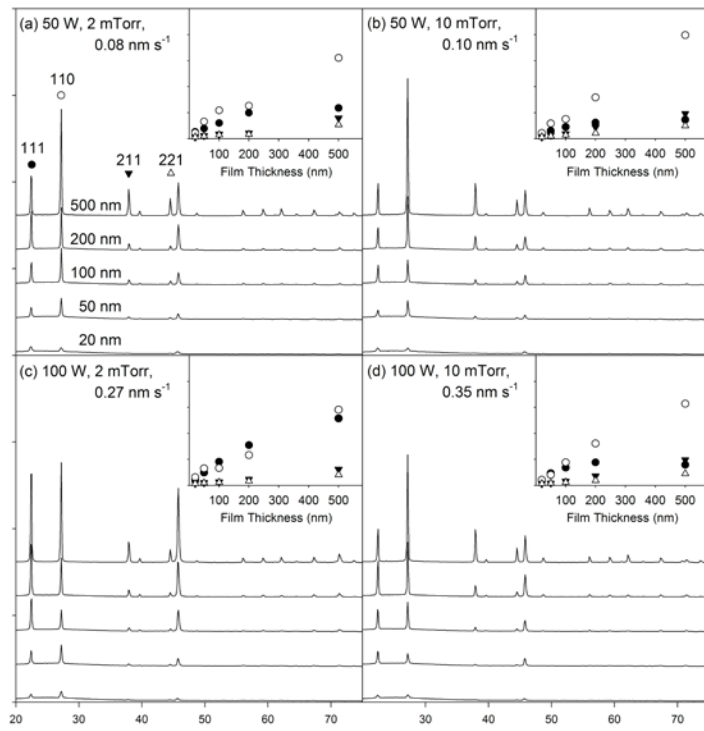 (a) 50 W, 2 mTorr,
0.08 nm s-1
110
111
211
221
500 nm
200 nm
100 nm
50 nm
20 nm
100 200 300 400 500
Film Thickness (nm)
(b) 50 W, 10 mTorr,
0.10 nm s-1
100 200 300 400 500
Film Thickness (nm)
(c) 100 W, 2 mTorr,
0.27 nm s-1
100 200 300 400 500
Film Thickness (nm)
(d) 100 W, 10 mTorr,
0.35 nm s-1
100 200 300 400 500
Film Thickness (nm)
20 30 40 50 60 70
30 40 50 60 70